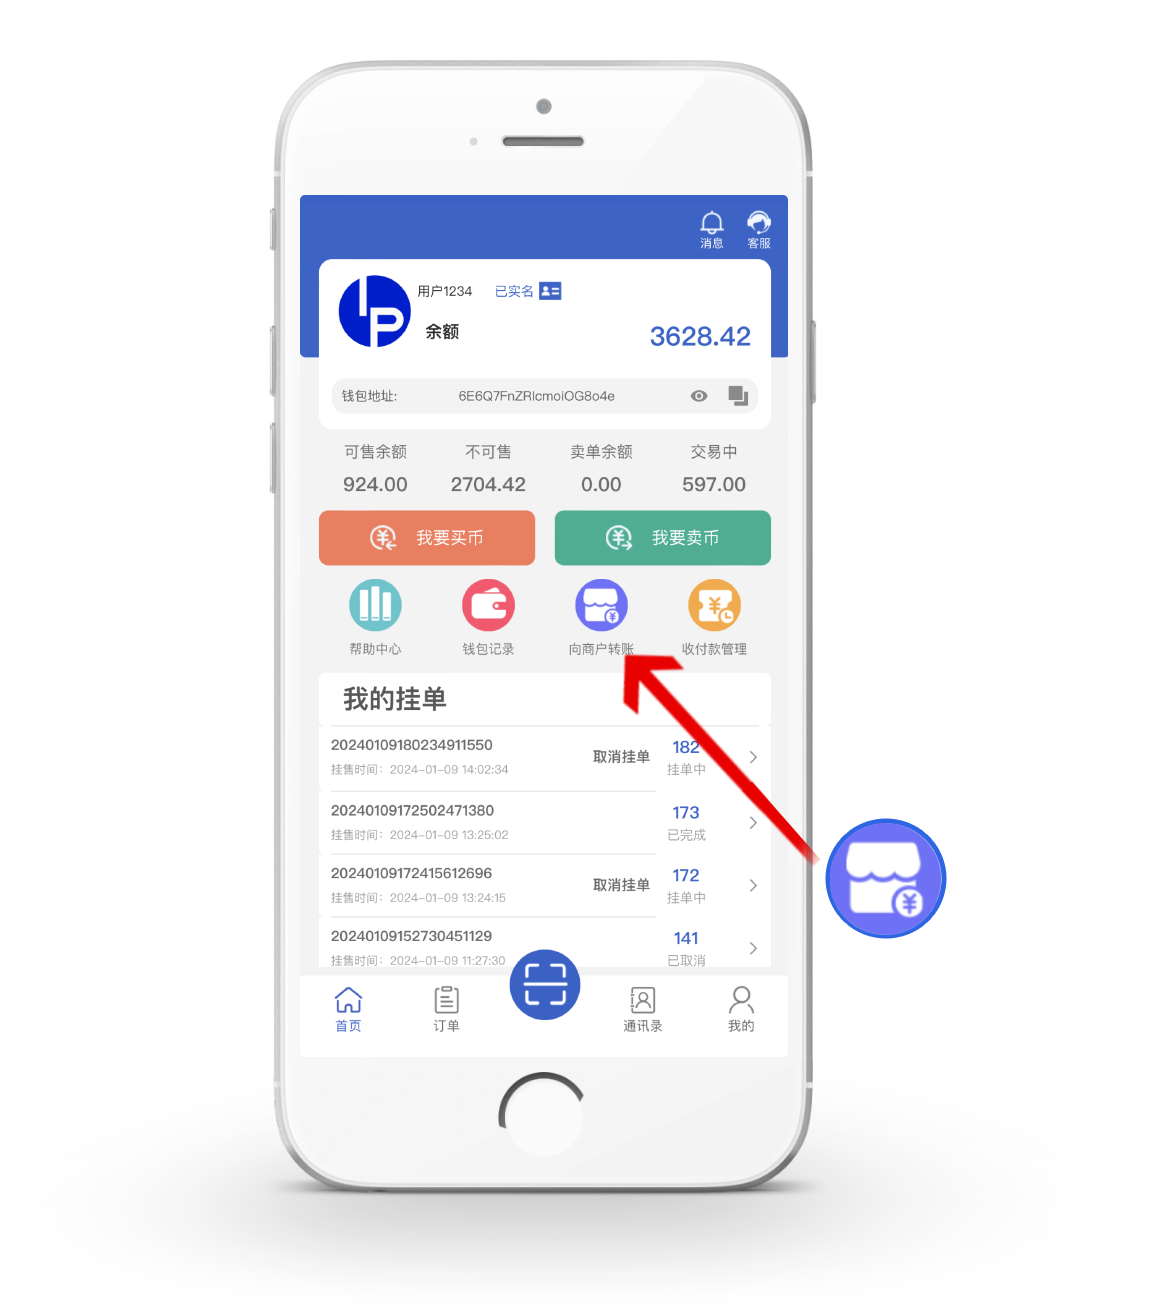 消息 客服
IP
用户1234 已实名
余额 3628.42
钱包地址: 6E6Q7FnZRIcmoiOG8o4e
可售余额 不可售 卖单余额 交易中
924.00 2704.42 0.00 597.00
我要买币 我要卖币
帮助中心 钱包记录 向商户转账 收付款管理
我的挂单
20240109180234911550 取消挂单 182
挂售时间：2024-01-09 14:02:34 挂单中
20240109172502471380 173
挂售时间：2024-01-09 13:25:02 已完成
20240109172415612696 取消挂单 172
挂售时间：2024-01-09 13:24:15 挂单中
20240109152730451129 141
挂售时间：2024-01-09 11:27:30 已取消
首页 订单 通讯录 我的